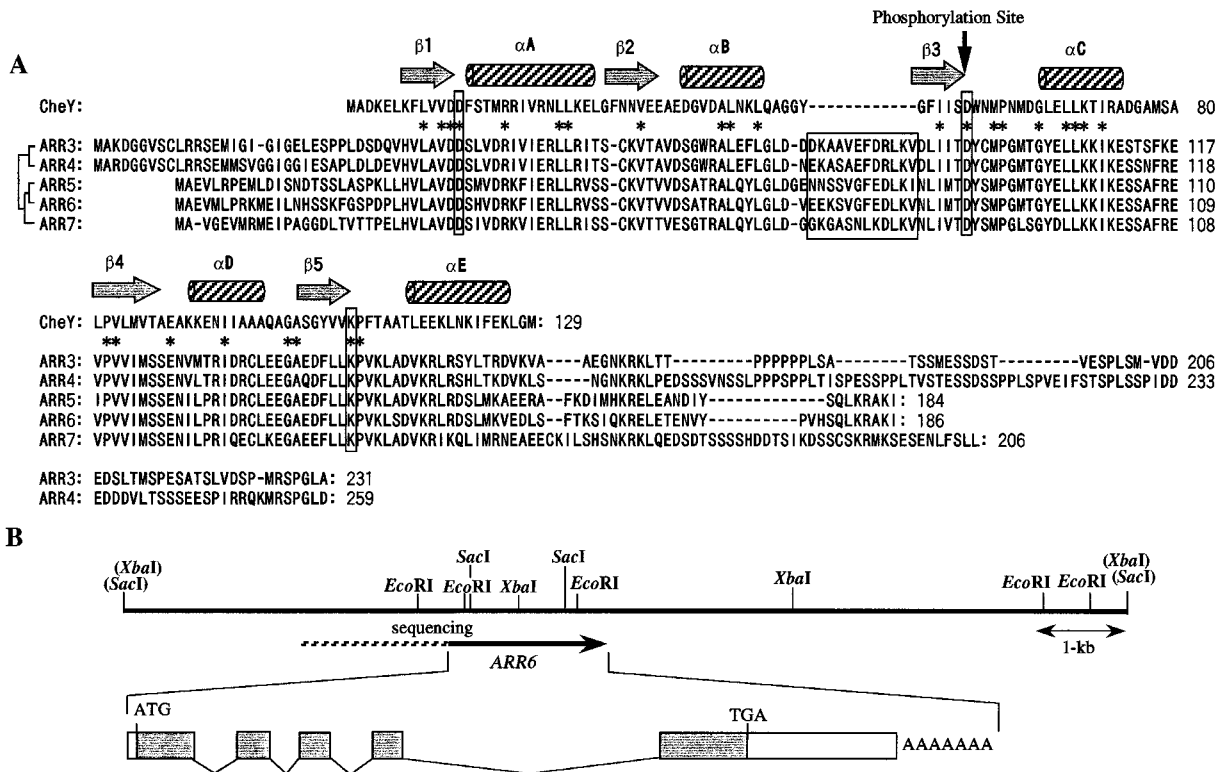 Phosphorylation Site
A
β1 αA β2 αB β3 αC
CheY: MADKELKFLVVDDFSTMRRIVRNLLKELGFNNVEEAEDGVDALNKLQAGGY-----------GFIISDWNMPNMDGLELLKTIRADGAMSA 80
* *** * ** * ** * * * ** * *** *
ARR3: MAKDGGVSCLRRSEMIGI-GIGELESPPLDSDQVHVLAVDDSLVDRIVIERLLRITS-CKVTAVDSGWRALEFLGLD-DDKAAVEFDRLKVDLIITDYCMPGMTGYELLKKIKESTSFKE 117
ARR4: MARDGGVSCLRRSEMMSVGGIGGIESAPLDLDEVHVLAVDDSLVDRIVIERLLRITS-CKVTAVDSGWRALEFLGLD-NEKASAEFDRLKVDLIITDYCMPGMTGYELLKKIKESSNFRE 118
ARR5: MAEVLRPEMLDISNDTSSLASPKLLHVLAVDDSMVDRKFIERLLRVSS-CKVTVVDSATRALQYLGLDGENNSSVGFEDLKINLIMTDYSMPGMTGYELLKKIKESSAFRE 110
ARR6: MAEVMLPRKMEILNHSSKFGSPDPLHVLAVDDSHVDRKFIERLLRVSS-CKVTVVDSATRALQYLGLD-VEEKSVGFEDLKVNLIMTDYSMPGMTGYELLKKIKESSAFRE 109
ARR7: MA-VGEVMRMEIPAGGDLTVTTPELHVLAVDDSIVDRKVIERLLRISS-CKVTTVESGTRALQYLGLD-GGKGASNLKDLKVNLIVTDYSMPGLSGYDLLKKIKESSAFRE 108
β4 αD β5 αE
CheY: LPVLMVTAEAKKENIIAAAQAGASGYVVKPFTAATLEEKLNKIFEKLGM: 129
** * * ** **
ARR3: VPVVIMSSENVMTRIDRCLEEGAEDFLLKPVKLADVKRLRSYLTRDVKVA----AEGNKRKLTT---------PPPPPPLSA--------TSSMESSDST--------VESPLSM-VDD 206
ARR4: VPVVIMSSENVLTRIDRCLEEGAQDFLLKPVKLADVKRLRSHLTKDVKLS----NGNKRKLPEDSSSVNSSLPPPSPPLTISPESSPPLTVSTESSDSSPPLSPVEIFSTSPLSSPIDD 233
ARR5: IPVVIMSSENILPRIDRCLEEGAEDFLLKPVKLADVKRLRDSLMKAEERA---FKDIMHKRELEANDIY------------SQLKRAKI: 184
ARR6: VPVVIMSSENILPRIDRCLEEGAEDFLLKPVKLSDVKRLRDSLMKVEDLS---FTKSIQKRELETENVY---------PVHSQLKRAKI: 186
ARR7: VPVVIMSSENILPRIQECLKEGAEEFLLKPVKLADVKRIKQLIMRNEAEECKILSHSNKRKLQEDSDTSSSSHDDTSIKDSSCSKRMKSESENLFSLL: 206
ARR3: EDSLTMSPESATSLVDSP-MRSPGLA: 231
ARR4: EDDDVLTSSSEESPIRRQKMRSPGLD: 259
B
(XbaI) SacI SacI (XbaI)
(SacI) EcoRI EcoRI XbaI EcoRI XbaI EcoRI EcoRI (SacI)
sequencing
ARR6
1-kb
ATG TGA
AAAAAAA